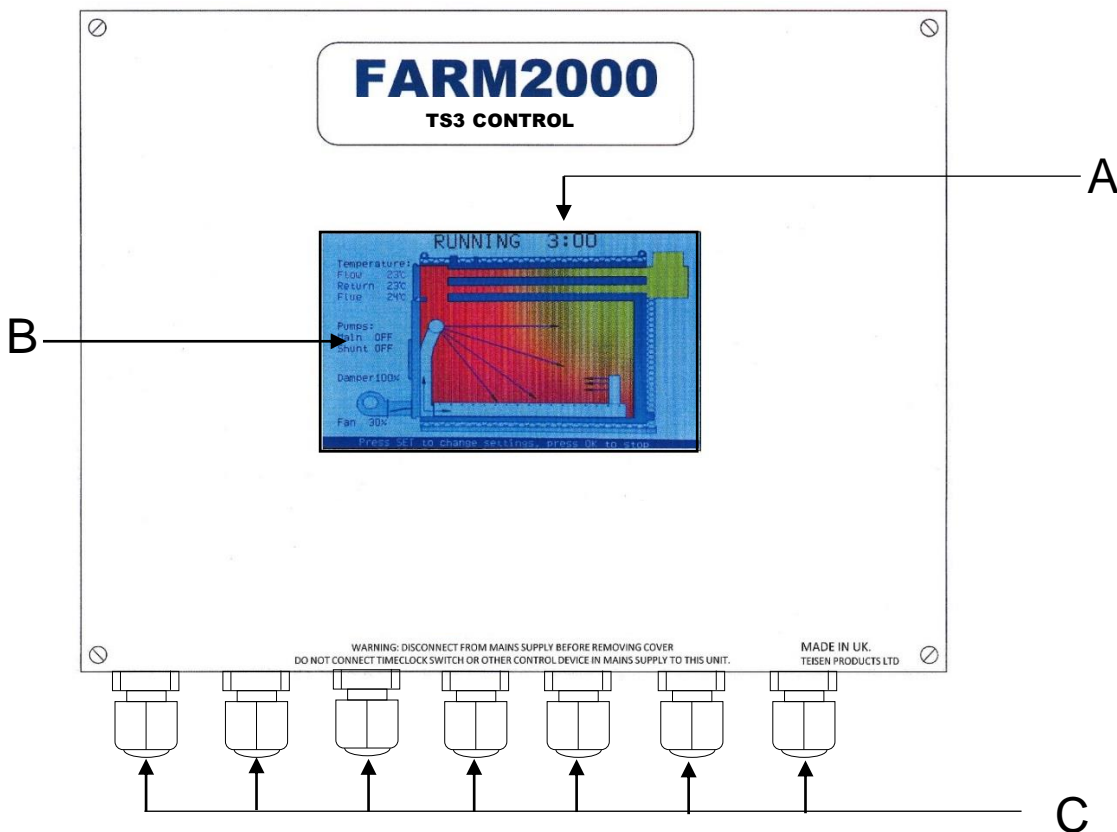 FARM2000
TS3 CONTROL
A
RUNNING 3:00
Temperature:
Flow 23℃
Return 23℃
Flue 24℃
B
Pumps:
Main OFF
Shunt OFF
Damper100%
Fan 30%
Press SET to change settings, press OK to stop
WARNING: DISCONNECT FROM MAINS SUPPLY BEFORE REMOVING COVER
DO NOT CONNECT TIMECLOCK SWITCH OR OTHER CONTROL DEVICE IN MAINS SUPPLY TO THIS UNIT.
MADE IN UK.
TEISEN PRODUCTS LTD
C